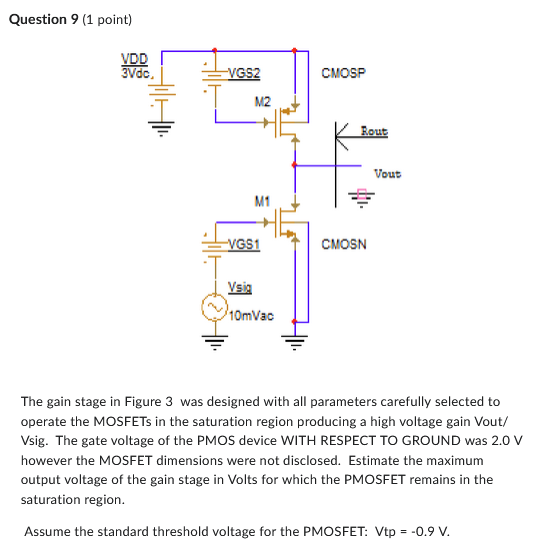 Question 9 (1 point)
VDD
3Vdc
VGS2
CMOSP
M2
Rout
Vout
M1
VGS1
CMOSN
Vsig
10mVac
The gain stage in Figure 3 was designed with all parameters carefully selected to
operate the MOSFETs in the saturation region producing a high voltage gain Vout/
Vsig. The gate voltage of the PMOS device WITH RESPECT TO GROUND was 2.0 V
however the MOSFET dimensions were not disclosed. Estimate the maximum
output voltage of the gain stage in Volts for which the PMOSFET remains in the
saturation region.
Assume the standard threshold voltage for the PMOSFET: Vtp = -0.9 V.